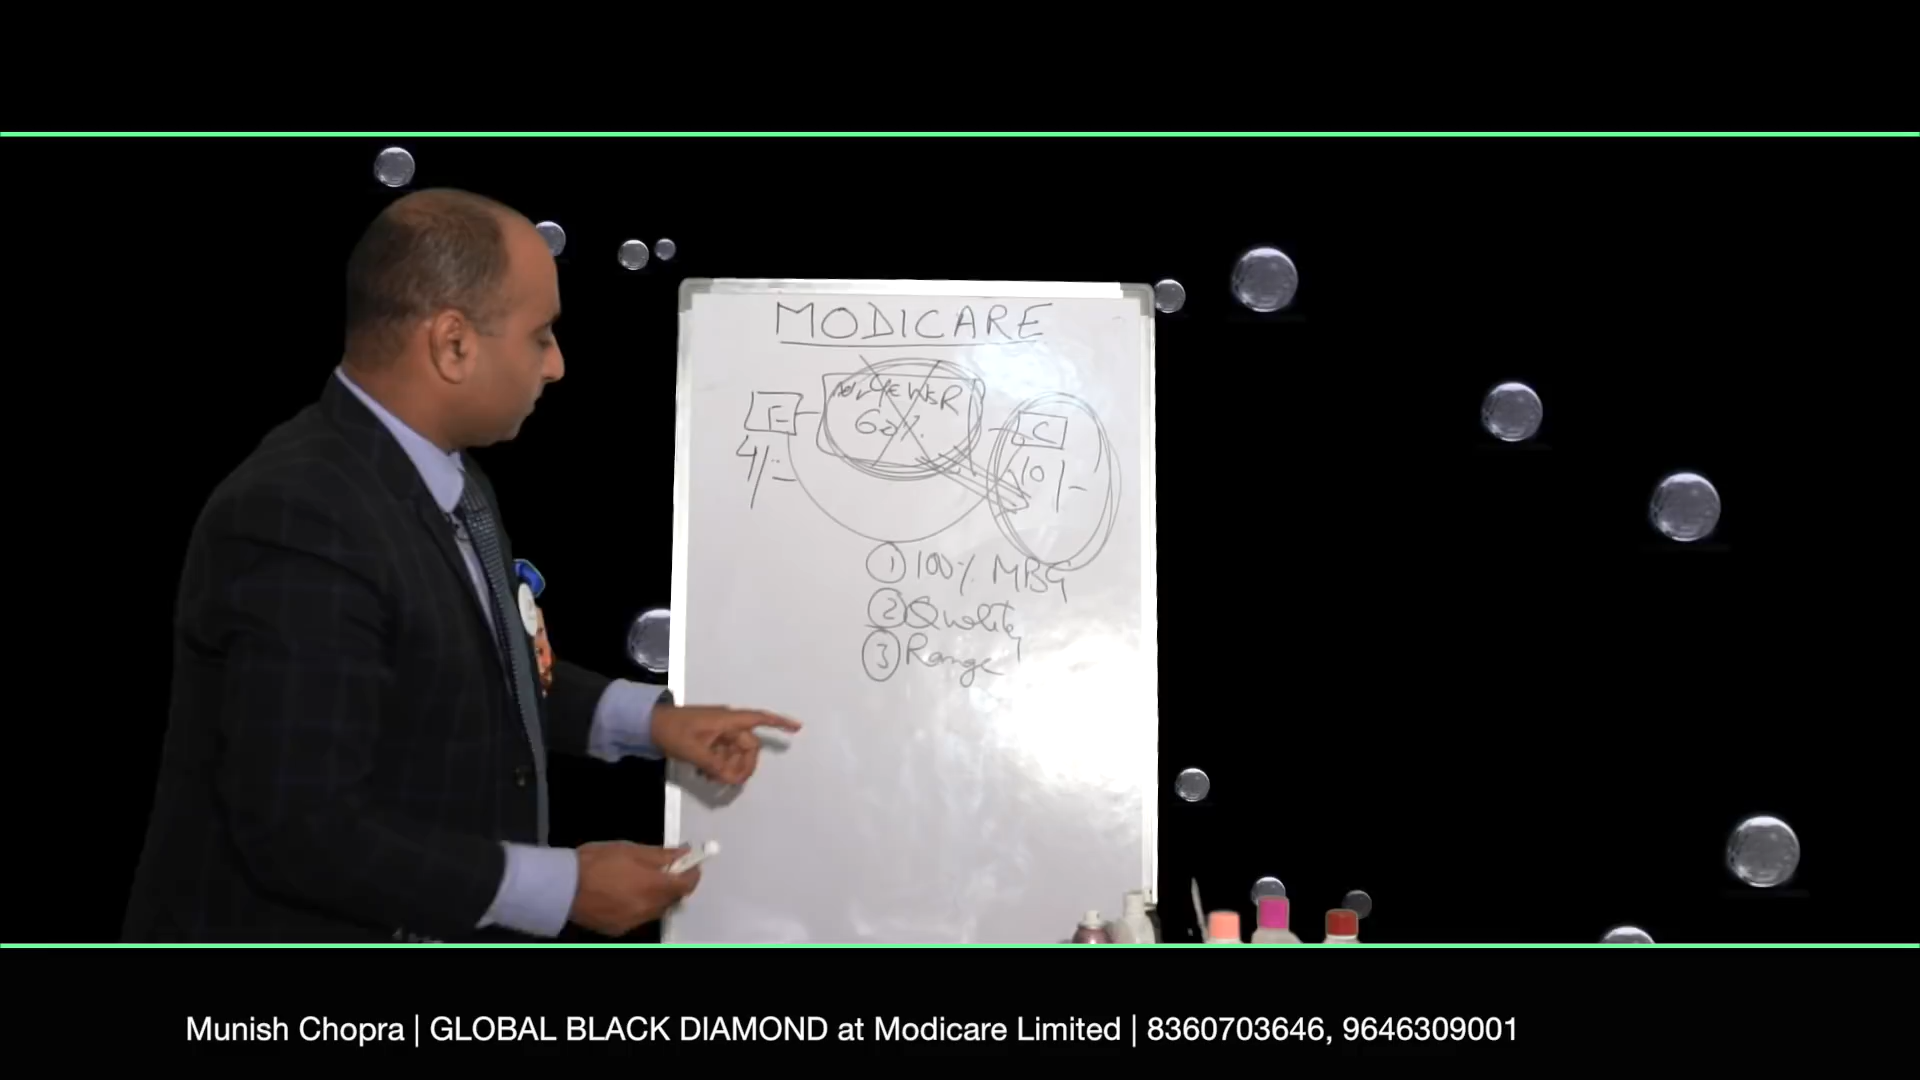 MODICARE
F
60%
C
4/-
10/-
① 100% MBG
② Quality
③ Range
Munish Chopra | GLOBAL BLACK DIAMOND at Modicare Limited | 8360703646, 9646309001